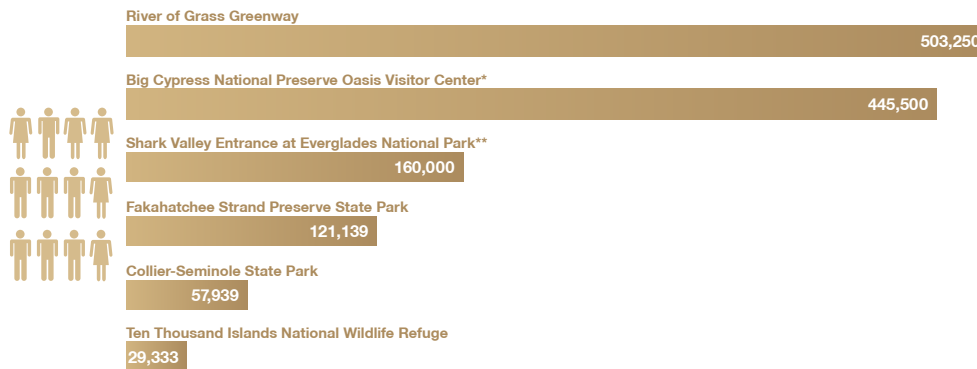 River of Grass Greenway
503,250
Big Cypress National Preserve Oasis Visitor Center*
445,500
Shark Valley Entrance at Everglades National Park**
160,000
Fakahatchee Strand Preserve State Park
121,139
Collier-Seminole State Park
57,939
Ten Thousand Islands National Wildlife Refuge
29,333